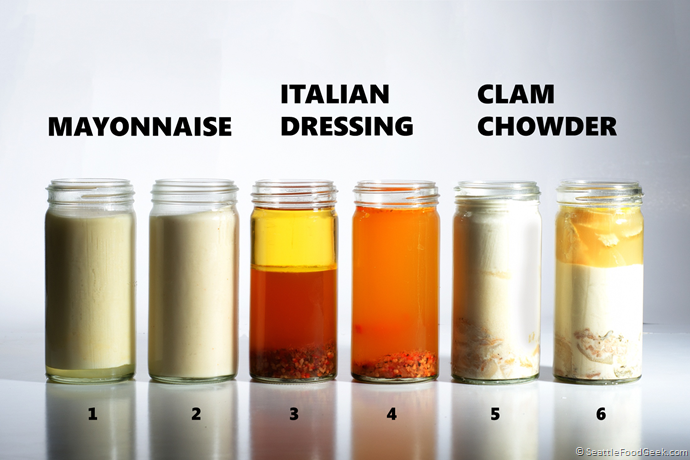 MAYONNAISE
ITALIAN
DRESSING
CLAM
CHOWDER
1
2
3
4
5
6
© SeattleFoodGeek.com